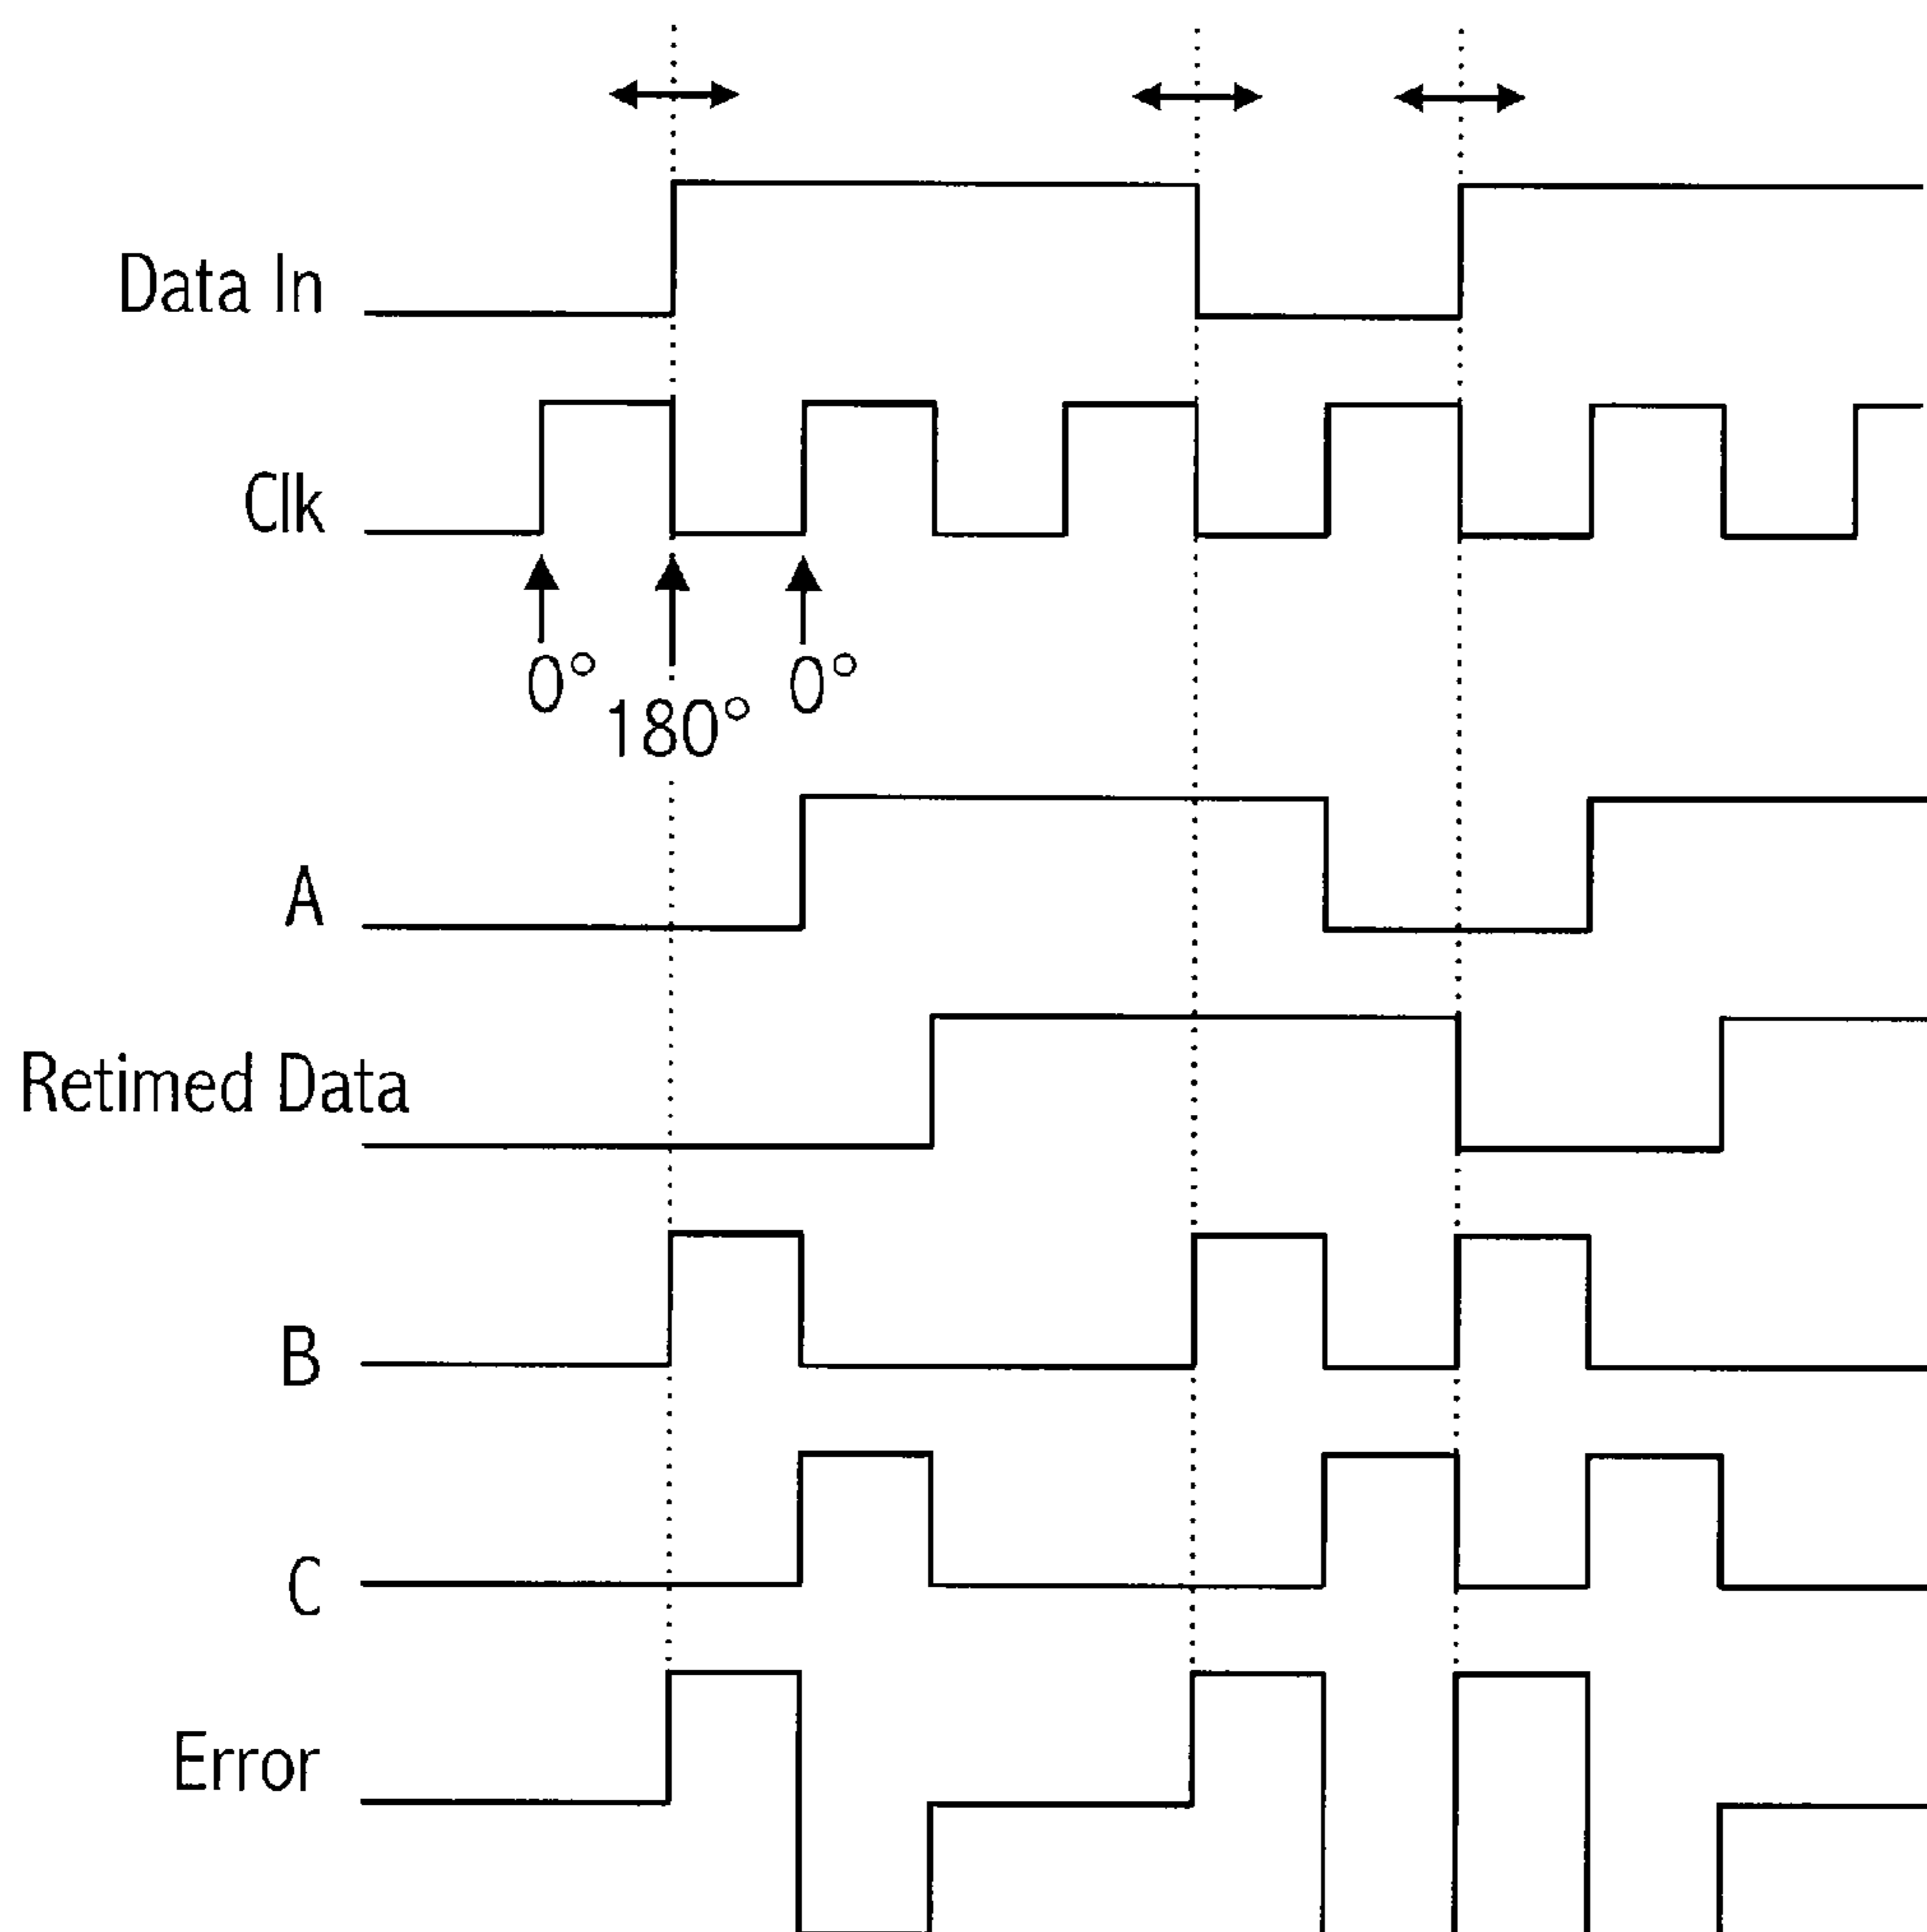 Data In
Clk
0° 0°
180°
A
Retimed Data
B
C
Error